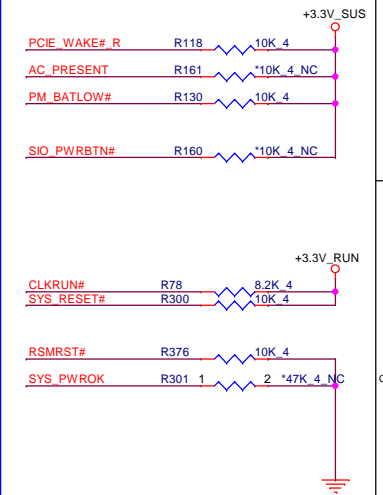 +3.3V_SUS
PCIE_WAKE#_R R118 10K_4
AC_PRESENT R161 *10K_4_NC
PM_BATLOW# R130 10K_4
SIO_PWRBTN# R160 *10K_4_NC
+3.3V_RUN
CLKRUN# R78 8.2K_4
SYS_RESET# R300 10K_4
RSMRST# R376 10K_4
SYS_PWROK R301 1 2 *47K_4_NC